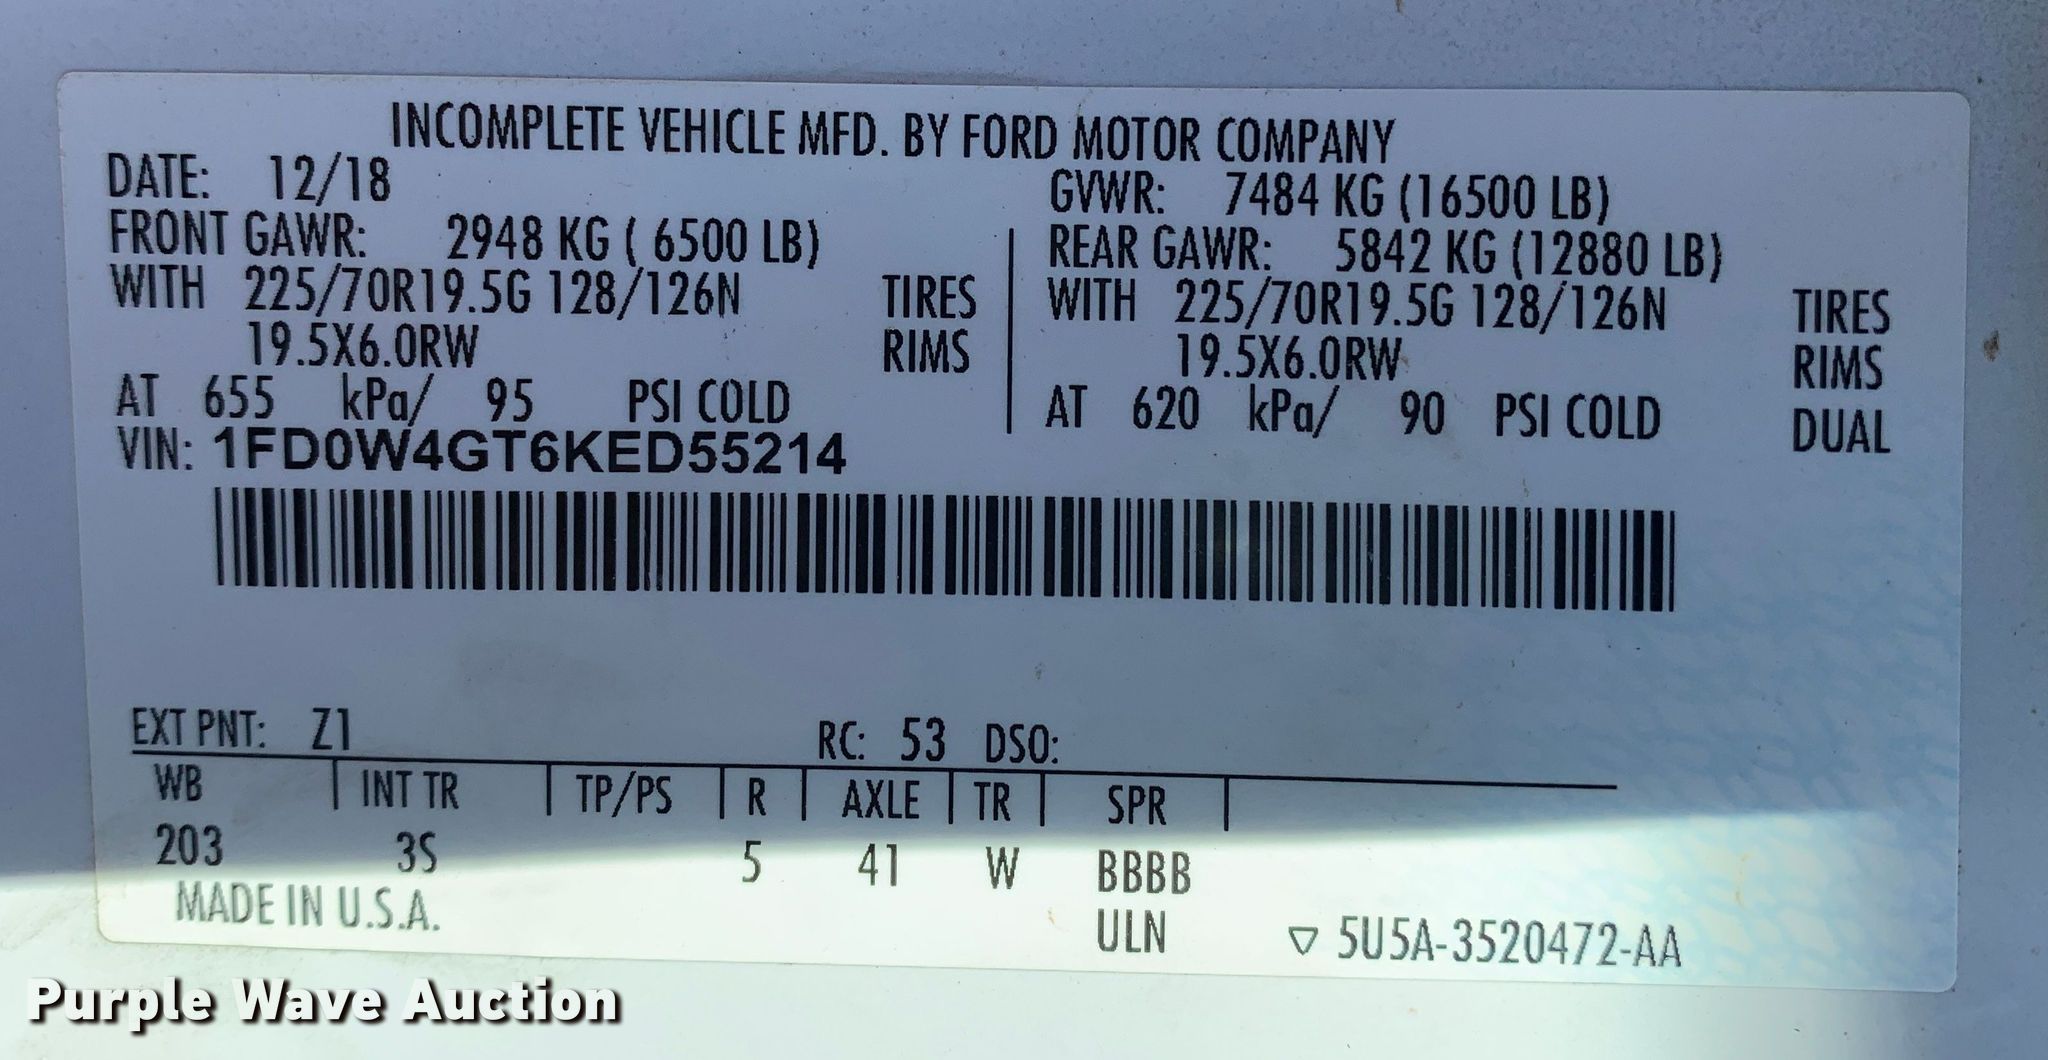 INCOMPLETE VEHICLE MFD. BY FORD MOTOR COMPANY
DATE: 12/18 GVWR: 7484 KG (16500 LB)
FRONT GAWR: 2948 KG ( 6500 LB) REAR GAWR: 5842 KG (12880 LB)
WITH 225/70R19.5G 128/126N TIRES WITH 225/70R19.5G 128/126N TIRES
19.5X6.0RW RIMS 19.5X6.0RW RIMS
AT 655 kPa/ 95 PSI COLD AT 620 kPa/ 90 PSI COLD DUAL
VIN: 1FD0W4GT6KED55214
EXT PNT: Z1 RC: 53 DSO:
WB INT TR TP/PS R AXLE TR SPR
203 3S 5 41 W BBBB
MADE IN U.S.A. ULN ▽ 5U5A-3520472-AA
Purple Wave Auction